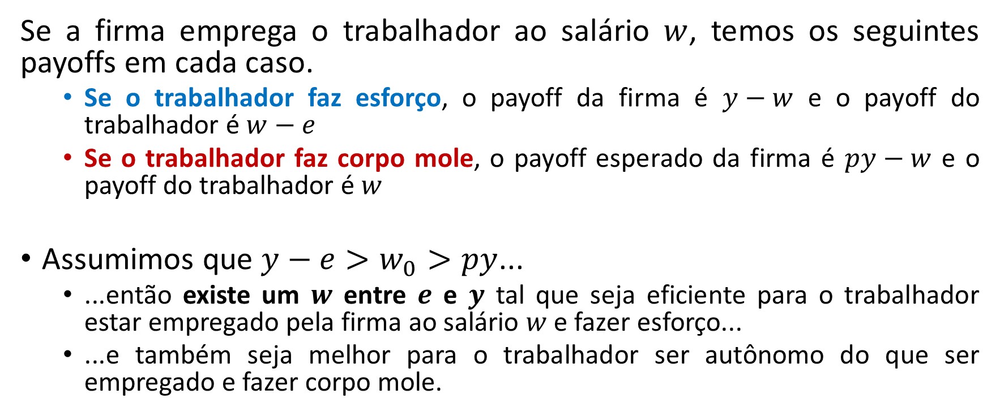 Se a firma emprega o trabalhador ao salário w, temos os seguintes
payoffs em cada caso.
• Se o trabalhador faz esforço, o payoff da firma é y − w e o payoff do
trabalhador é w − e
• Se o trabalhador faz corpo mole, o payoff esperado da firma é py − w e o
payoff do trabalhador é w
• Assumimos que y − e > w₀ > py...
• ...então existe um w entre e e y tal que seja eficiente para o trabalhador
estar empregado pela firma ao salário w e fazer esforço...
• ...e também seja melhor para o trabalhador ser autônomo do que ser
empregado e fazer corpo mole.